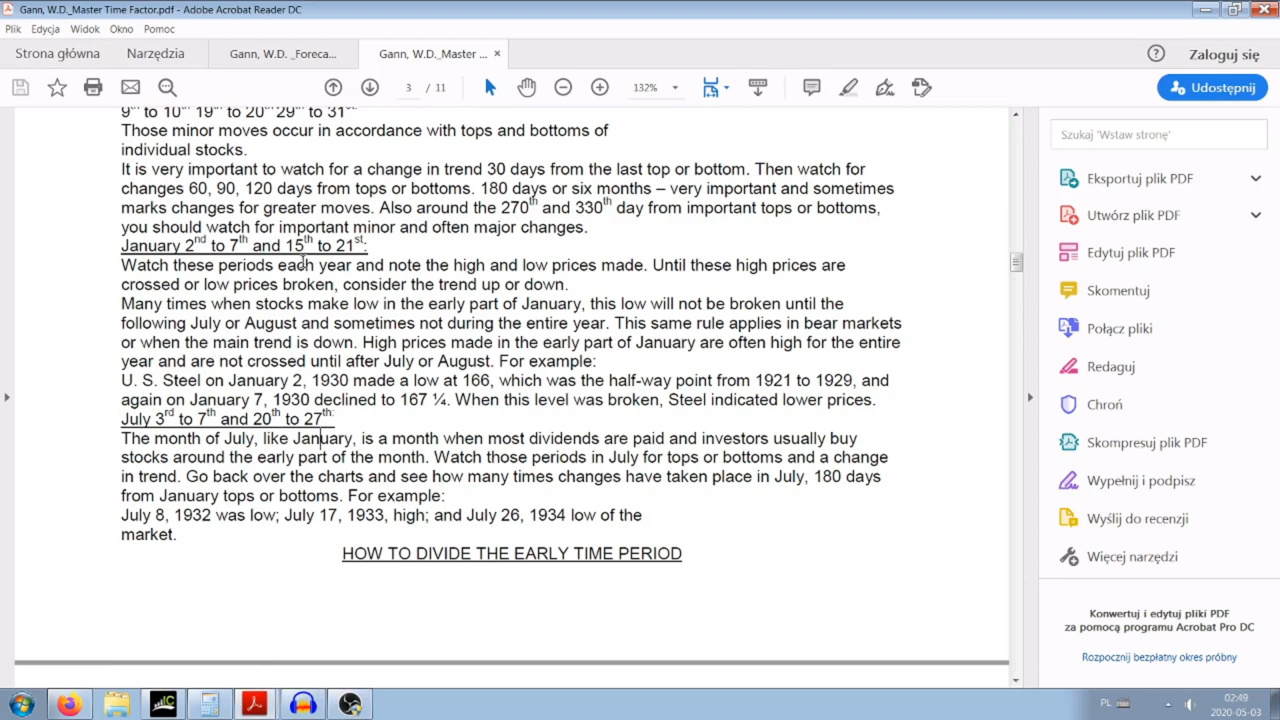 Gann, W.D._Master Time Factor.pdf - Adobe Acrobat Reader DC
Plik Edycja Widok Okno Pomoc
Strona główna Narzędzia Gann, W.D. _Foreca... Gann, W.D._Master ... ×
Zaloguj się
3 / 11 132% Udostępnij
9th to 10th 19th to 20th 29th to 31st:
Those minor moves occur in accordance with tops and bottoms of
individual stocks.
It is very important to watch for a change in trend 30 days from the last top or bottom. Then watch for
changes 60, 90, 120 days from tops or bottoms. 180 days or six months – very important and sometimes
marks changes for greater moves. Also around the 270th and 330th day from important tops or bottoms,
you should watch for important minor and often major changes.
January 2nd to 7th and 15th to 21st:
Watch these periods each year and note the high and low prices made. Until these high prices are
crossed or low prices broken, consider the trend up or down.
Many times when stocks make low in the early part of January, this low will not be broken until the
following July or August and sometimes not during the entire year. This same rule applies in bear markets
or when the main trend is down. High prices made in the early part of January are often high for the entire
year and are not crossed until after July or August. For example:
U. S. Steel on January 2, 1930 made a low at 166, which was the half-way point from 1921 to 1929, and
again on January 7, 1930 declined to 167 ¼. When this level was broken, Steel indicated lower prices.
July 3rd to 7th and 20th to 27th:
The month of July, like January, is a month when most dividends are paid and investors usually buy
stocks around the early part of the month. Watch those periods in July for tops or bottoms and a change
in trend. Go back over the charts and see how many times changes have taken place in July, 180 days
from January tops or bottoms. For example:
July 8, 1932 was low; July 17, 1933, high; and July 26, 1934 low of the
market.
HOW TO DIVIDE THE EARLY TIME PERIOD
Szukaj 'Wstaw stronę'
Eksportuj plik PDF
Utwórz plik PDF
Edytuj plik PDF
Skomentuj
Połącz pliki
Redaguj
Chroń
Skompresuj plik PDF
Wypełnij i podpisz
Wyślij do recenzji
Więcej narzędzi
Konwertuj i edytuj pliki PDF
za pomocą programu Acrobat Pro DC
Rozpocznij bezpłatny okres próbny
IC
PL
02:49
2020-05-03